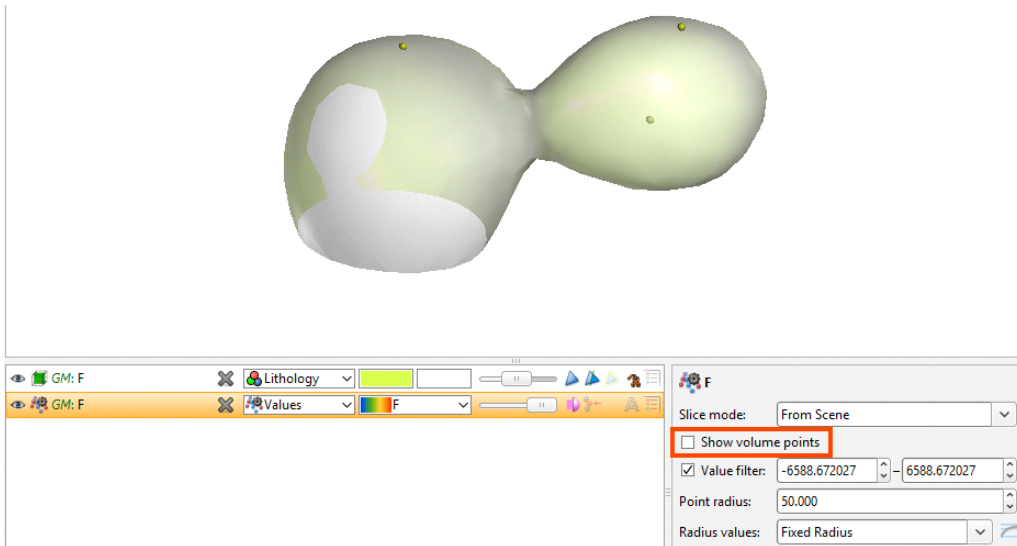 GM: F Lithology
GM: F Values F
F
Slice mode: From Scene
Show volume points
Value filter: -6588.672027 – 6588.672027
Point radius: 50.000
Radius values: Fixed Radius